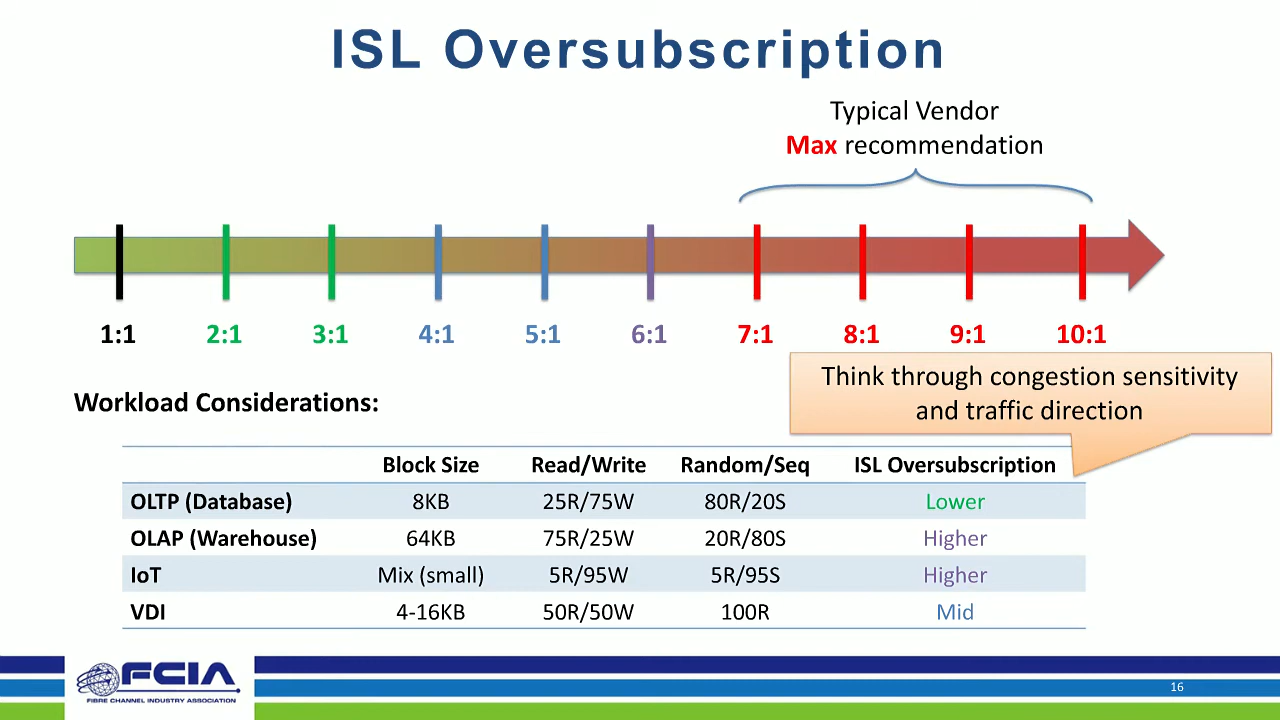 ISL Oversubscription
Typical Vendor
Max recommendation
1:1 2:1 3:1 4:1 5:1 6:1 7:1 8:1 9:1 10:1
Think through congestion sensitivity
and traffic direction
Workload Considerations:
Block Size Read/Write Random/Seq ISL Oversubscription
OLTP (Database) 8KB 25R/75W 80R/20S Lower
OLAP (Warehouse) 64KB 75R/25W 20R/80S Higher
IoT Mix (small) 5R/95W 5R/95S Higher
VDI 4-16KB 50R/50W 100R Mid
FCIA
FIBRE CHANNEL INDUSTRY ASSOCIATION
16